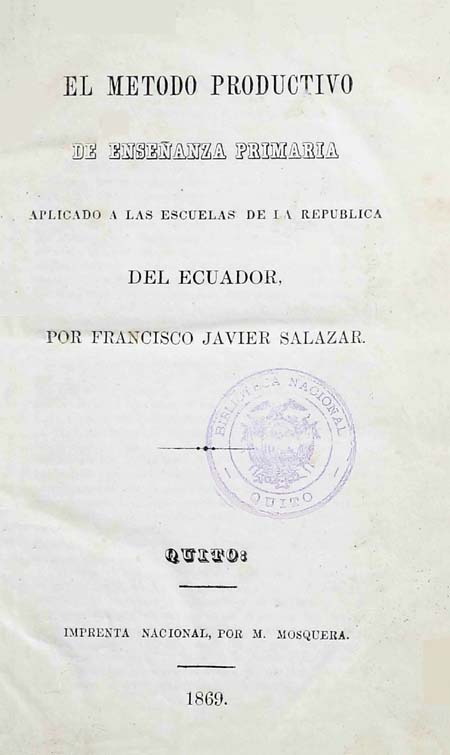 EL METODO PRODUCTIVO
DE ENSEÑANZA PRIMARIA
APLICADO A LAS ESCUELAS DE LA REPUBLICA
DEL ECUADOR,
POR FRANCISCO JAVIER SALAZAR.
BIBLIOTECA NACIONAL
QUITO
QUITO:
IMPRENTA NACIONAL, POR M. MOSQUERA.
1869.